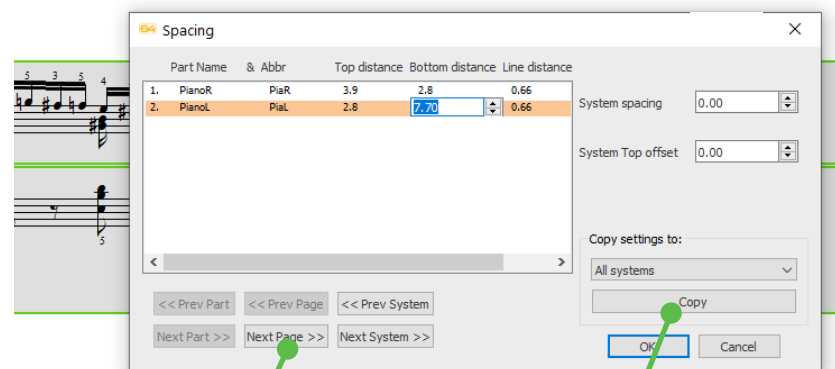 64 Spacing
Part Name & Abbr Top distance Bottom distance Line distance
1. PianoR PiaR 3.9 2.8 0.66
2. PianoL PiaL 2.8 7.70 0.66
System spacing 0.00
System Top offset 0.00
5 3 5 4
5
Copy settings to:
All systems
Copy
<< Prev Part << Prev Page << Prev System
Next Part >> Next Page >> Next System >>
OK Cancel